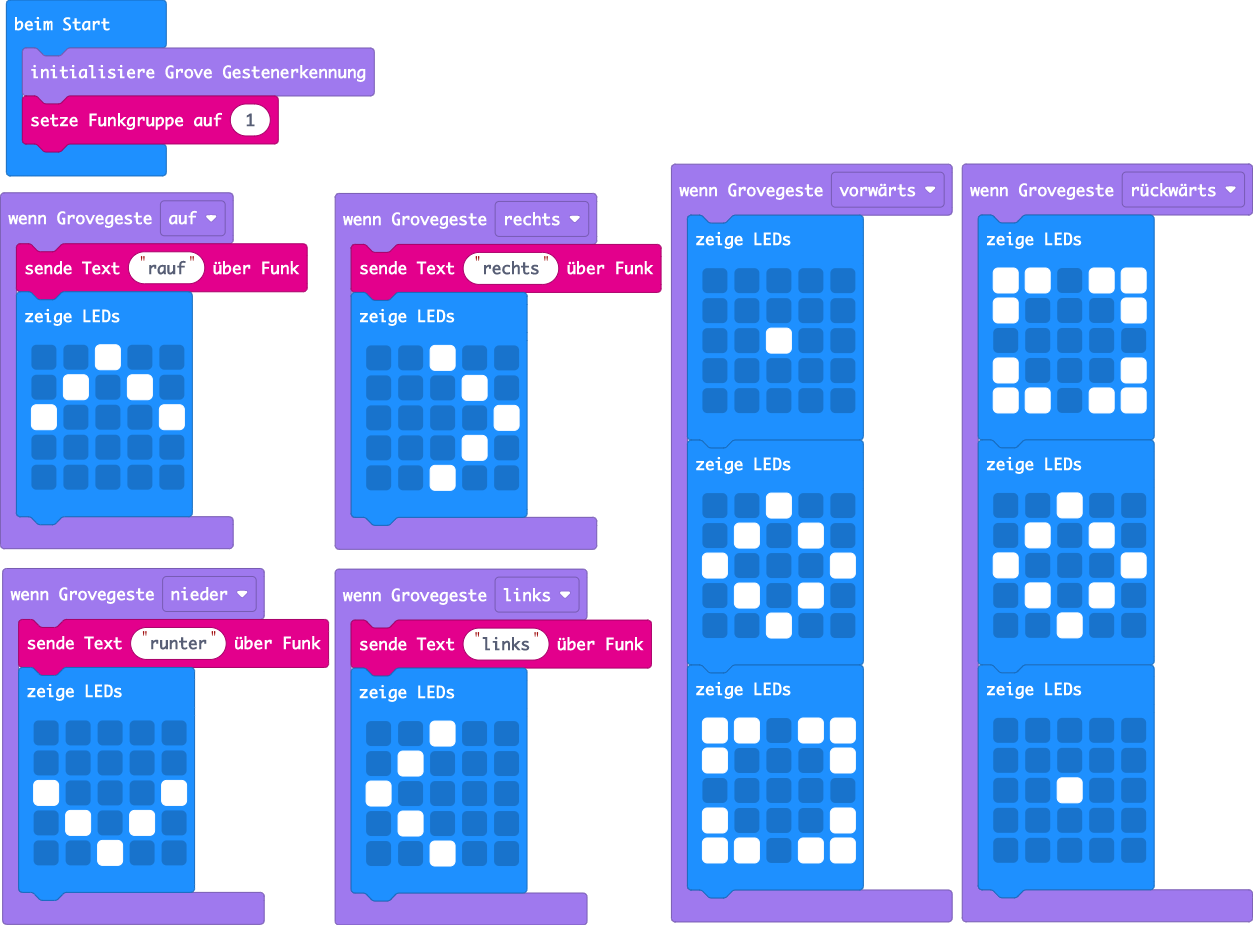 beim Start
initialisiere Grove Gestenerkennung
setze Funkgruppe auf 1
wenn Grovegeste auf
sende Text "rauf" über Funk
zeige LEDs
wenn Grovegeste rechts
sende Text "rechts" über Funk
zeige LEDs
wenn Grovegeste vorwärts
zeige LEDs
zeige LEDs
zeige LEDs
wenn Grovegeste rückwärts
zeige LEDs
zeige LEDs
zeige LEDs
wenn Grovegeste nieder
sende Text "runter" über Funk
zeige LEDs
wenn Grovegeste links
sende Text "links" über Funk
zeige LEDs